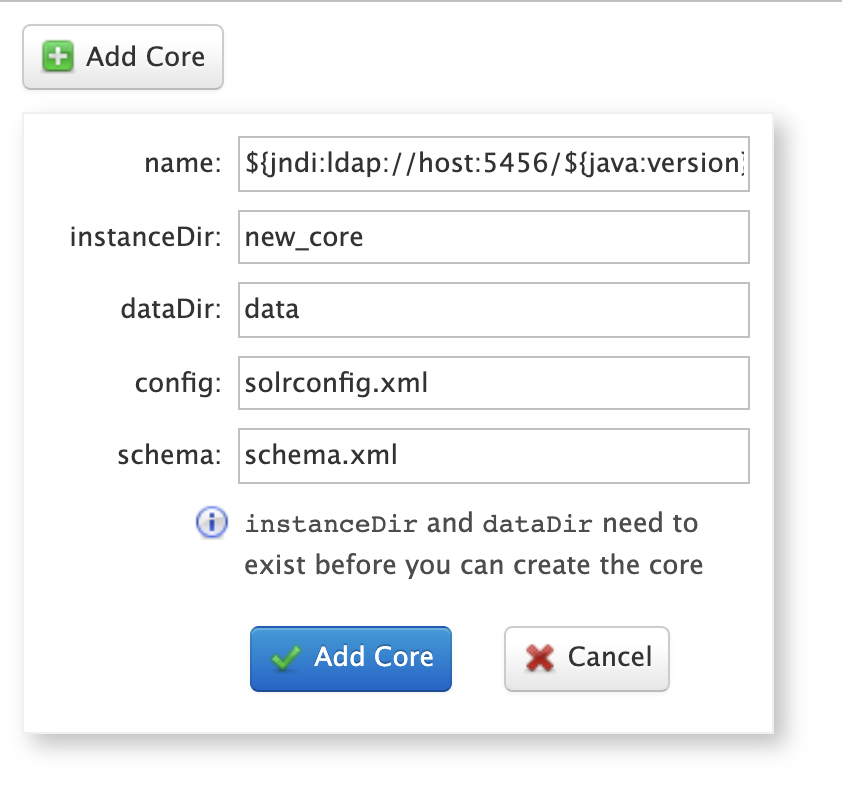 Add Core
name: ${jndi:ldap://host:5456/${java:version}
instanceDir: new_core
dataDir: data
config: solrconfig.xml
schema: schema.xml
instanceDir and dataDir need to
exist before you can create the core
Add Core Cancel